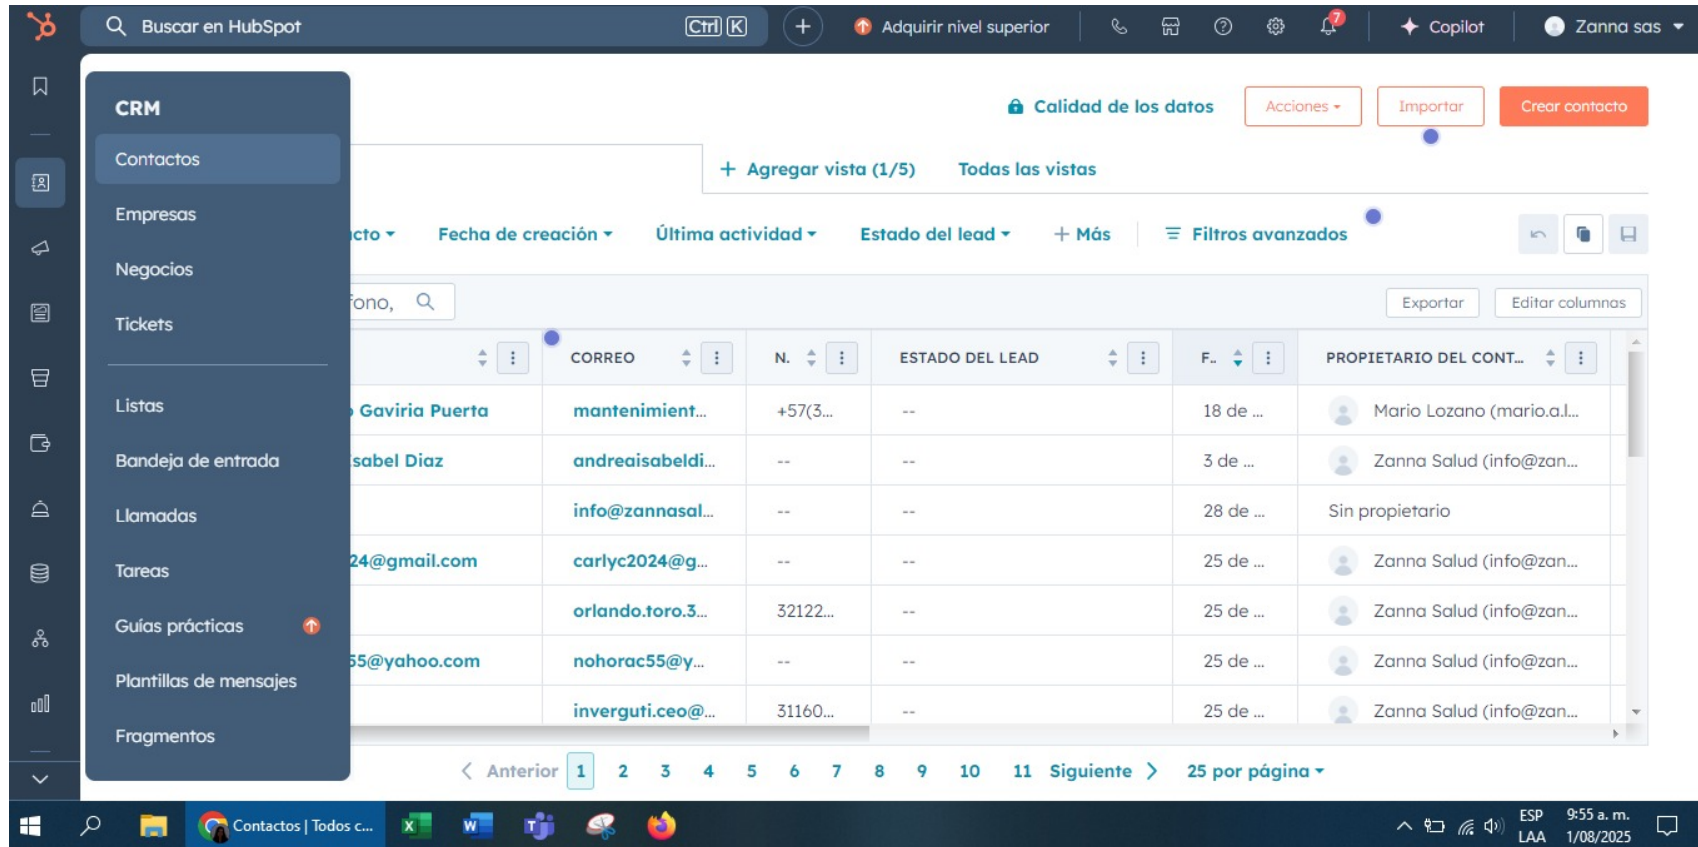 Buscar en HubSpot Ctrl K + Adquirir nivel superior 7 Copilot Zanna sas
CRM
Contactos
Empresas
Negocios
Tickets
Listas
Bandeja de entrada
Llamadas
Tareas
Guías prácticas
Plantillas de mensajes
Fragmentos
Calidad de los datos Acciones Importar Crear contacto
+ Agregar vista (1/5) Todas las vistas
cto Fecha de creación Última actividad Estado del lead + Más Filtros avanzados
fono, Exportar Editar columnas
CORREO N. ESTADO DEL LEAD F.. PROPIETARIO DEL CONT...
Gaviria Puerta mantenimient... +57(3... -- 18 de ... Mario Lozano (mario.a.l...
sabel Diaz andreaisabeldi... -- -- 3 de ... Zanna Salud (info@zan...
info@zannasal... -- -- 28 de ... Sin propietario
24@gmail.com carlyc2024@g... -- -- 25 de ... Zanna Salud (info@zan...
orlando.toro.3... 32122... -- 25 de ... Zanna Salud (info@zan...
55@yahoo.com nohorac55@y... -- -- 25 de ... Zanna Salud (info@zan...
inverguti.ceo@... 31160... -- 25 de ... Zanna Salud (info@zan...
Anterior 1 2 3 4 5 6 7 8 9 10 11 Siguiente 25 por página
Contactos | Todos c... ESP 9:55 a. m.
LAA 1/08/2025